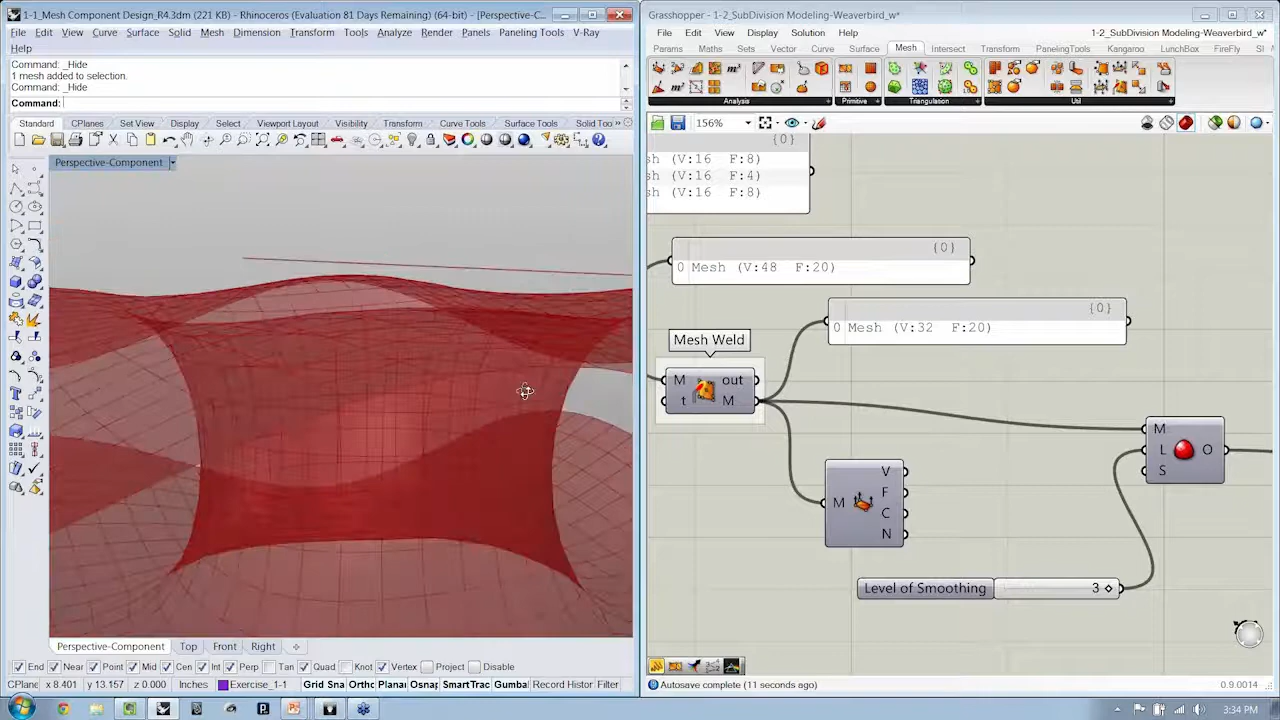 1-1_Mesh Component Design_R4.3dm (221 KB) - Rhinoceros (Evaluation 81 Days Remaining) - [Perspective-C...
File Edit View Curve Surface Solid Mesh Dimension Transform Tools Analyze Render Panels Paneling Tools V-Ray
Help
Command: _Hide
1 mesh added to selection.
Command: _Hide
Command:
Standard CPlanes Set View Display Select Viewport Layout Visibility Transform Curve Tools Surface Tools Solid Too
Perspective-Component
Perspective-Component Top Front Right
End Near Point Mid Cen Int Perp Tan Quad Knot Vertex Project Disable
CPlane x 8.401 y 13.157 z 0.000 Inches Exercise_1-1 Grid Sna Ortho Planar Osnap SmartTrac Gumba Record Histor Filter
Grasshopper - 1-2_SubDivision Modeling-Weaverbird_w*
File Edit View Display Solution Help 1-2_SubDivision Modeling-Weaverbird_w*
Params Maths Sets Vector Curve Surface Mesh Intersect Transform PanelingTools Kangaroo LunchBox FireFly
Analysis Primitive Triangulation Util
156%
{0}
sh (V:16 F:8)
sh (V:16 F:4)
sh (V:16 F:8)
{0}
0 Mesh (V:48 F:20)
{0}
0 Mesh (V:32 F:20)
Mesh Weld
M out
t M
M
L O
S
V
F
M
C
N
Level of Smoothing 3
Autosave complete (11 seconds ago) 0.9.0014
3:34 PM